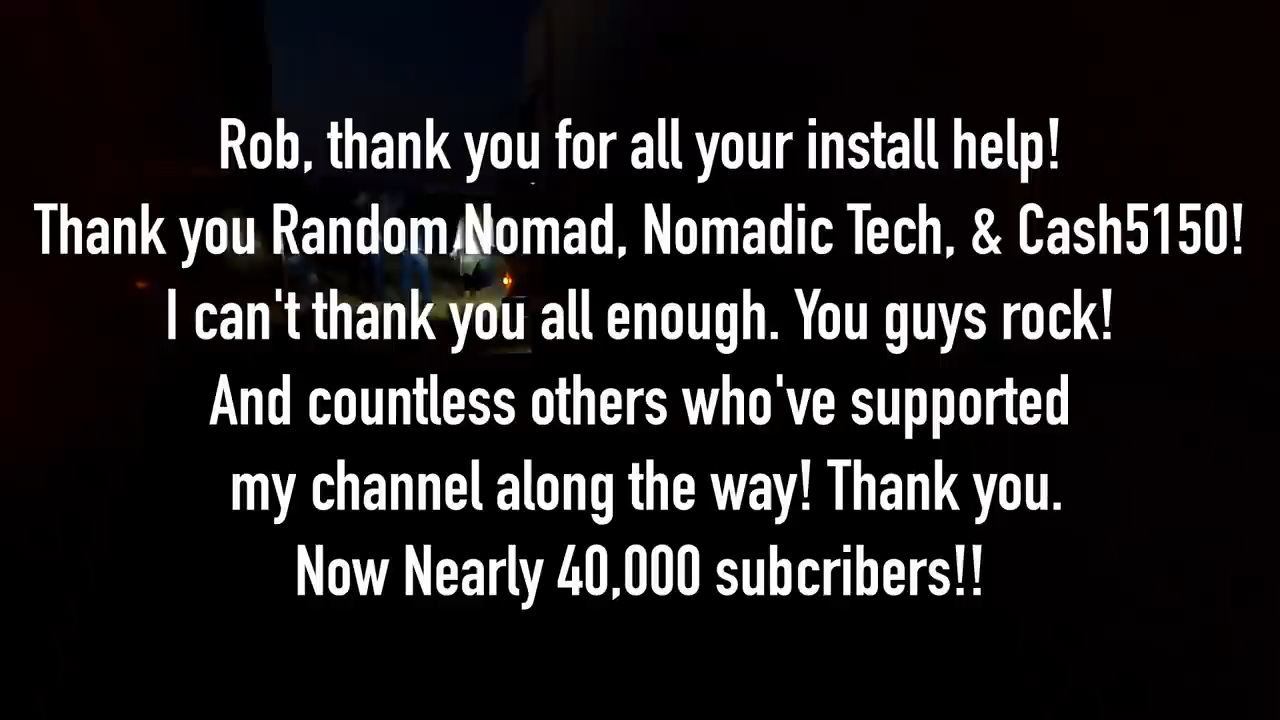 Rob, thank you for all your install help!
Thank you Random Nomad, Nomadic Tech, & Cash5150!
I can't thank you all enough. You guys rock!
And countless others who've supported
my channel along the way! Thank you.
Now Nearly 40,000 subcribers!!